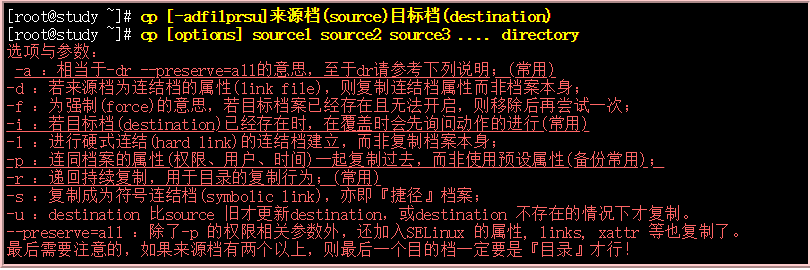 [root@study ~]# cp [-adfilprsu]来源档(source)目标档(destination)
[root@study ~]# cp [options] source1 source2 source3 .... directory
选项与参数：
-a ：相当于-dr --preserve=all的意思，至于dr请参考下列说明；(常用)
-d ：若来源档为连结档的属性(link file)，则复制连结档属性而非档案本身；
-f ：为强制(force)的意思，若目标档案已经存在且无法开启，则移除后再尝试一次；
-i ：若目标档(destination)已经存在时，在覆盖时会先询问动作的进行(常用)
-l ：进行硬式连结(hard link)的连结档建立，而非复制档案本身；
-p ：连同档案的属性(权限、用户、时间)一起复制过去，而非使用预设属性(备份常用)；
-r ：递回持续复制，用于目录的复制行为；(常用)
-s ：复制成为符号连结档(symbolic link)，亦即『捷径』档案；
-u ：destination 比source 旧才更新destination，或destination 不存在的情况下才复制。
--preserve=all ：除了-p 的权限相关参数外，还加入SELinux 的属性, links, xattr 等也复制了。
最后需要注意的，如果来源档有两个以上，则最后一个目的档一定要是『目录』才行！